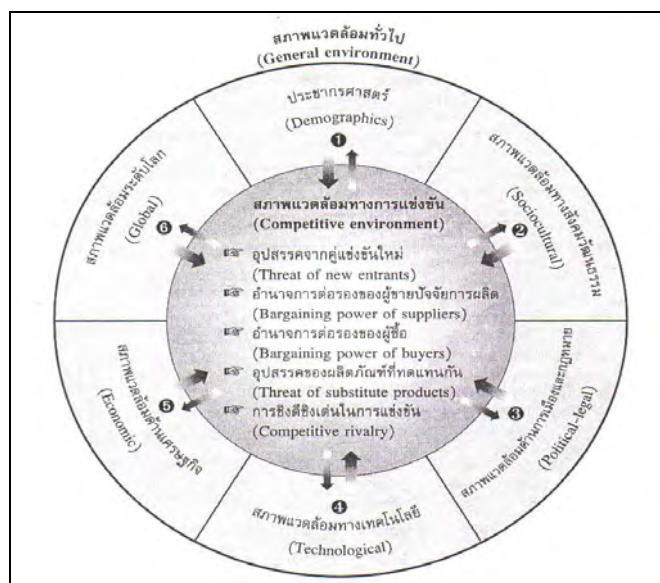 สภาพแวดล้อมทั่วไป
(General environment)
ประชากรศาสตร์
(Demographics)
❶
สภาพแวดล้อมทางสังคมวัฒนธรรม
(Sociocultural)
❷
สภาพแวดล้อมด้านการเมืองและกฎหมาย
(Political-legal)
❸
❹
สภาพแวดล้อมทางเทคโนโลยี
(Technological)
สภาพแวดล้อมด้านเศรษฐกิจ
(Economic)
❺
สภาพแวดล้อมระดับโลก
(Global)
❻
สภาพแวดล้อมทางการแข่งขัน
(Competitive environment)
☞ อุปสรรคจากคู่แข่งขันใหม่
(Threat of new entrants)
☞ อำนาจการต่อรองของผู้ขายปัจจัยการผลิต
(Bargaining power of suppliers)
☞ อำนาจการต่อรองของผู้ซื้อ
(Bargaining power of buyers)
☞ อุปสรรคของผลิตภัณฑ์ที่ทดแทนกัน
(Threat of substitute products)
☞ การชิงดีชิงเด่นในการแข่งขัน
(Competitive rivalry)